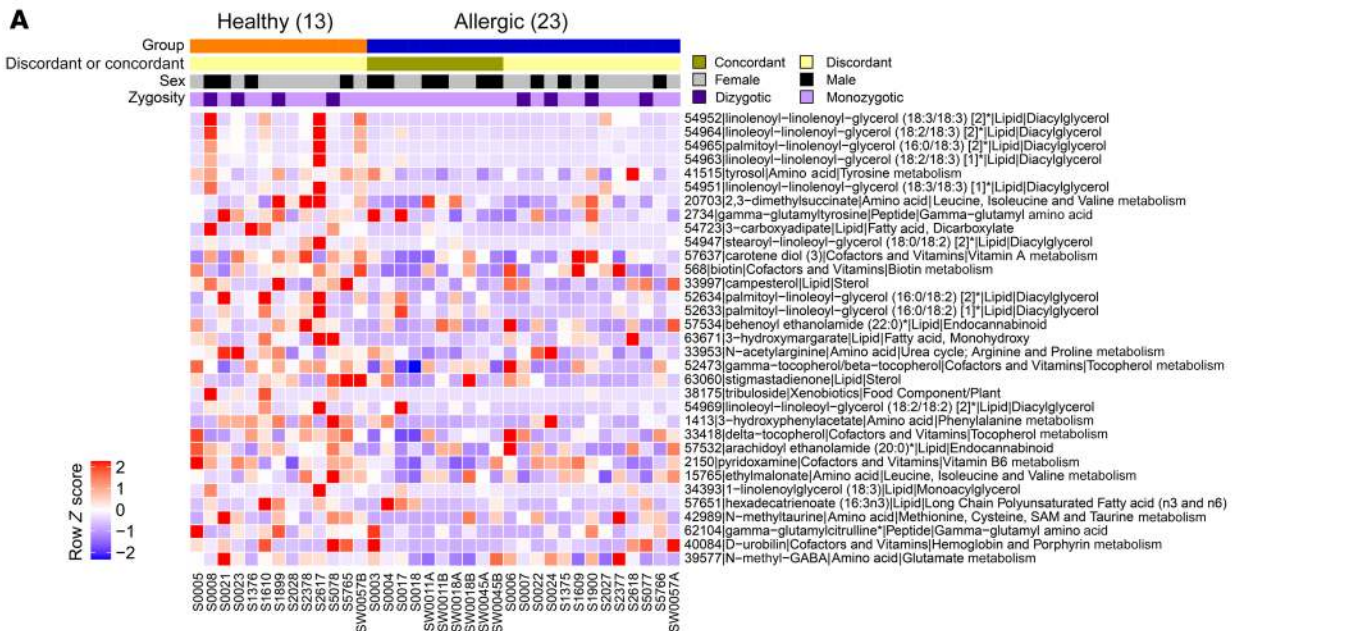 A
Healthy (13)
Allergic (23)
Group
Discordant or concordant
Sex
Zygosity
Concordant
Discordant
Female
Male
Dizygotic
Monozygotic
54952|linolenoyl−linolenoyl−glycerol (18:3/18:3) [2]*|Lipid|Diacylglycerol
54964|linoleoyl−linolenoyl−glycerol (18:2/18:3) [2]*|Lipid|Diacylglycerol
54965|palmitoyl−linolenoyl−glycerol (16:0/18:3) [2]*|Lipid|Diacylglycerol
54963|linoleoyl−linolenoyl−glycerol (18:2/18:3) [1]*|Lipid|Diacylglycerol
41515|tyrosol|Amino acid|Tyrosine metabolism
54951|linolenoyl−linolenoyl−glycerol (18:3/18:3) [1]*|Lipid|Diacylglycerol
20703|2,3−dimethylsuccinate|Amino acid|Leucine, Isoleucine and Valine metabolism
2734|gamma−glutamyltyrosine|Peptide|Gamma−glutamyl amino acid
54723|3−carboxyadipate|Lipid|Fatty acid, Dicarboxylate
54947|stearoyl−linoleoyl−glycerol (18:0/18:2) [2]*|Lipid|Diacylglycerol
57637|carotene diol (3)|Cofactors and Vitamins|Vitamin A metabolism
568|biotin|Cofactors and Vitamins|Biotin metabolism
33997|campesterol|Lipid|Sterol
52634|palmitoyl−linoleoyl−glycerol (16:0/18:2) [2]*|Lipid|Diacylglycerol
52633|palmitoyl−linoleoyl−glycerol (16:0/18:2) [1]*|Lipid|Diacylglycerol
57534|behenoyl ethanolamide (22:0)*|Lipid|Endocannabinoid
63671|3−hydroxymargarate|Lipid|Fatty acid, Monohydroxy
33953|N−acetylarginine|Amino acid|Urea cycle; Arginine and Proline metabolism
52473|gamma−tocopherol/beta−tocopherol|Cofactors and Vitamins|Tocopherol metabolism
63060|stigmastadienone|Lipid|Sterol
38175|tribuloside|Xenobiotics|Food Component/Plant
54969|linoleoyl−linoleoyl−glycerol (18:2/18:2) [2]*|Lipid|Diacylglycerol
1413|3−hydroxyphenylacetate|Amino acid|Phenylalanine metabolism
33418|delta−tocopherol|Cofactors and Vitamins|Tocopherol metabolism
57532|arachidoyl ethanolamide (20:0)*|Lipid|Endocannabinoid
2150|pyridoxamine|Cofactors and Vitamins|Vitamin B6 metabolism
15765|ethylmalonate|Amino acid|Leucine, Isoleucine and Valine metabolism
34393|1−linolenoylglycerol (18:3)|Lipid|Monoacylglycerol
57651|hexadecatrienoate (16:3n3)|Lipid|Long Chain Polyunsaturated Fatty acid (n3 and n6)
42989|N−methyltaurine|Amino acid|Methionine, Cysteine, SAM and Taurine metabolism
62104|gamma−glutamylcitrulline*|Peptide|Gamma−glutamyl amino acid
40084|D−urobilin|Cofactors and Vitamins|Hemoglobin and Porphyrin metabolism
39577|N−methyl−GABA|Amino acid|Glutamate metabolism
Row Z score
2
1
0
−1
−2
S0005
S0008
S0021
S0023
S1376
S1610
S1899
S2028
S2378
S2617
S5078
S5765
SW0057B
S0003
S0004
S0017
S0018
SW0011A
SW0011B
SW0018A
SW0018B
SW0045A
SW0045B
S0006
S0007
S0022
S0024
S1375
S1609
S1900
S2027
S2377
S2618
S5077
S5766
SW0057A